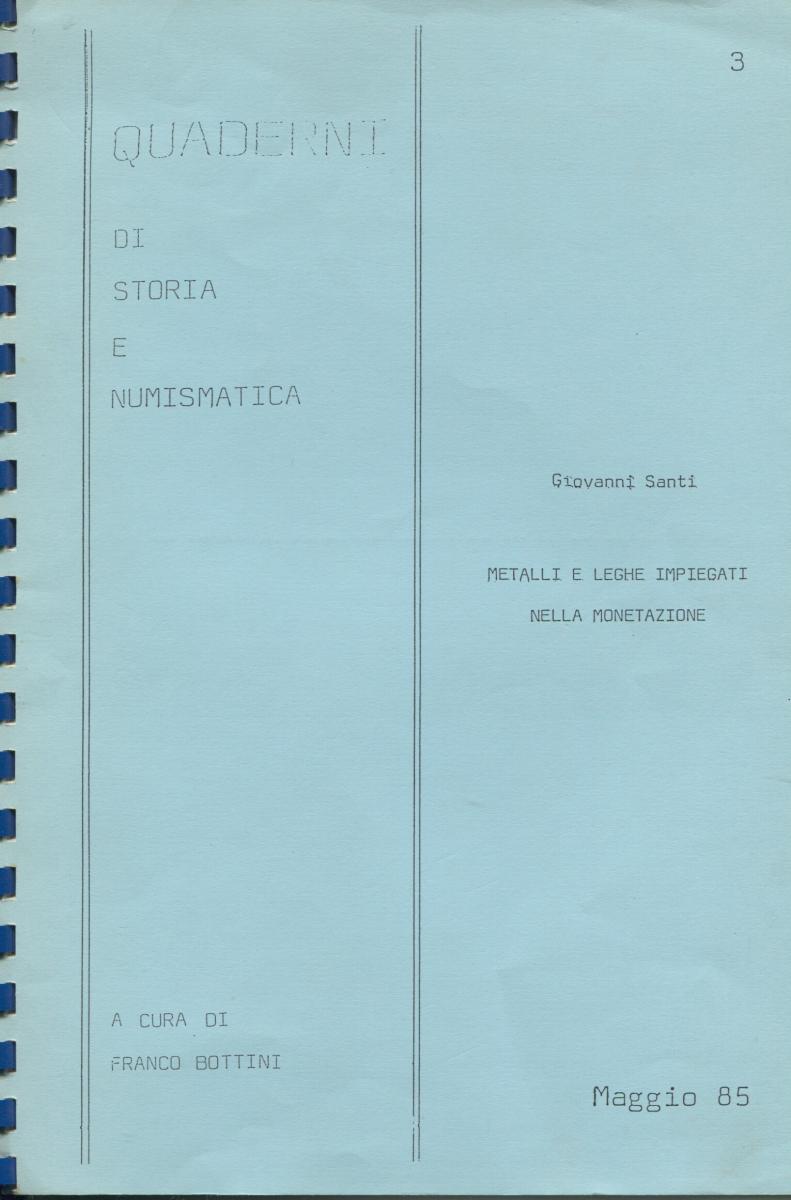 3
QUADERNI
DI
STORIA
E
NUMISMATICA
Giovanni Santi
METALLI E LEGHE IMPIEGATI
NELLA MONETAZIONE
A CURA DI
FRANCO BOTTINI
Maggio 85